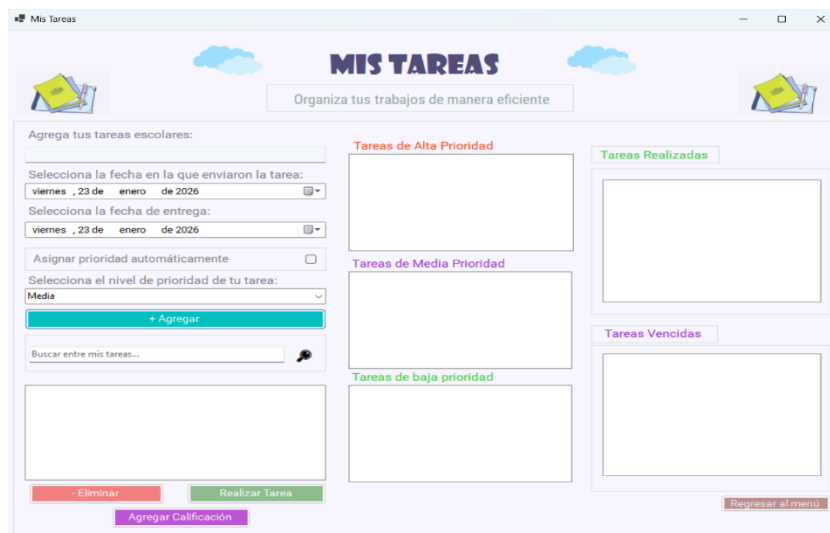 Mis Tareas
MIS TAREAS
Organiza tus trabajos de manera eficiente
Agrega tus tareas escolares:
Selecciona la fecha en la que enviaron la tarea:
viernes , 23 de enero de 2026
Selecciona la fecha de entrega:
viernes , 23 de enero de 2026
Asignar prioridad automáticamente
Selecciona el nivel de prioridad de tu tarea:
Media
+ Agregar
Buscar entre mis tareas...
- Eliminar
Realizar Tarea
Agregar Calificación
Tareas de Alta Prioridad
Tareas de Media Prioridad
Tareas de baja prioridad
Tareas Realizadas
Tareas Vencidas
Regresar al menú